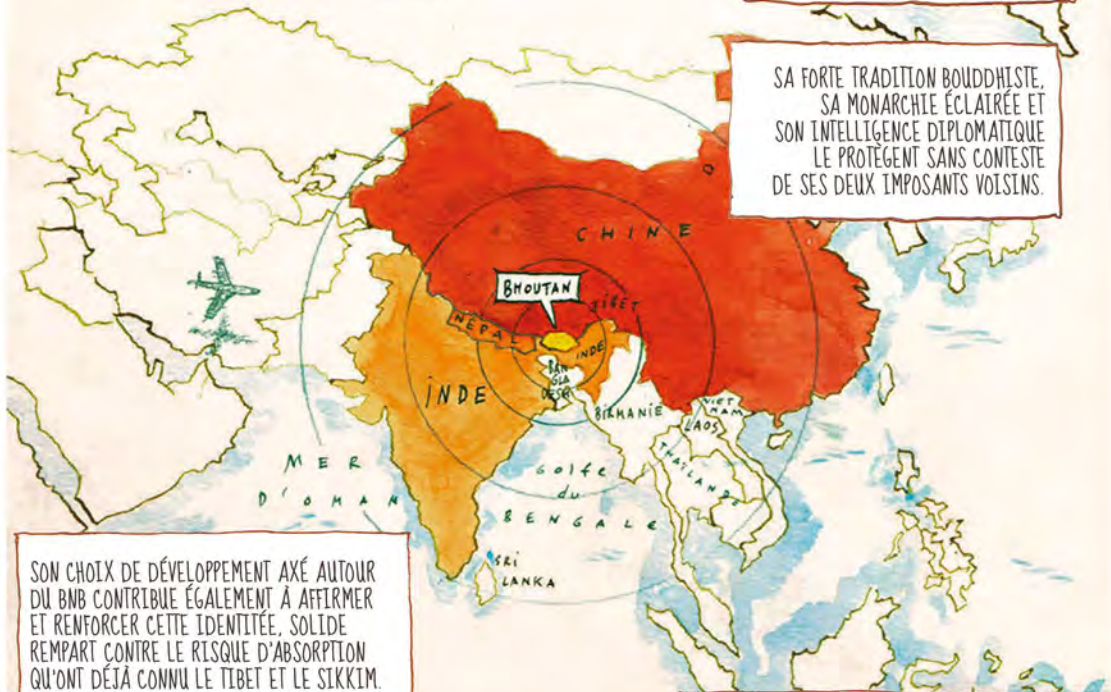 SA FORTE TRADITION BOUDDHISTE,
SA MONARCHIE ÉCLAIRÉE ET
SON INTELLIGENCE DIPLOMATIQUE
LE PROTÈGENT SANS CONTESTE
DE SES DEUX IMPOSANTS VOISINS.
CHINE
BHOUTAN
TIBET
NÉPAL
INDE
INDE
BAN
GLA
DESH
BIRMANIE
VIET
NAM
LAOS
THAÏLANDE
MER
D'OMAN
GOLFE
du
BENGALE
SRI
LANKA
SON CHOIX DE DÉVELOPPEMENT AXÉ AUTOUR
DU BNB CONTRIBUE ÉGALEMENT À AFFIRMER
ET RENFORCER CETTE IDENTITÉE, SOLIDE
REMPART CONTRE LE RISQUE D'ABSORPTION
QU'ONT DÉJÀ CONNU LE TIBET ET LE SIKKIM.